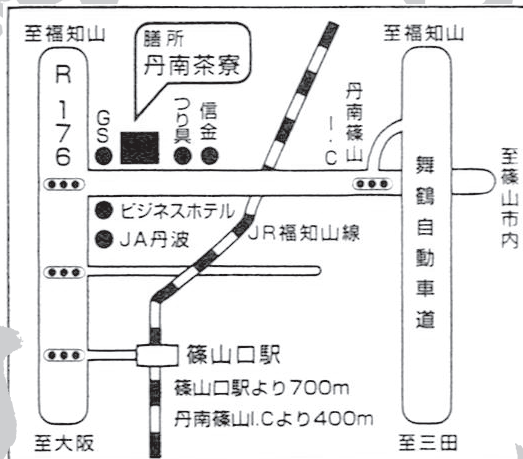 至福知山
至福知山
膳所
丹南茶寮
R176
GS
つり具
信金
丹南篠山I.C
舞鶴自動車道
至篠山市内
ビジネスホテル
JA丹波
JR福知山線
篠山口駅
篠山口駅より700m
丹南篠山I.Cより400m
至大阪
至三田